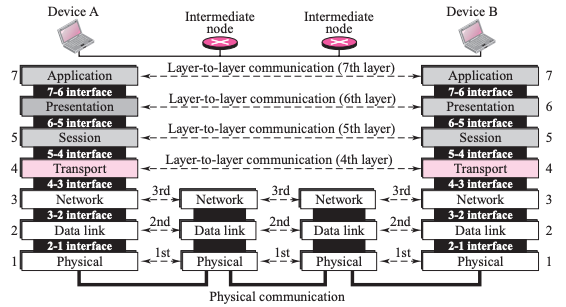 Device A
Intermediate node
Intermediate node
Device B
7 Application Layer-to-layer communication (7th layer) Application 7
7-6 interface 7-6 interface
Presentation Layer-to-layer communication (6th layer) Presentation 6
6-5 interface 6-5 interface
5 Session Layer-to-layer communication (5th layer) Session 5
5-4 interface 5-4 interface
4 Transport Layer-to-layer communication (4th layer) Transport 4
4-3 interface 4-3 interface
3 Network 3rd Network 3rd Network 3rd Network 3
3-2 interface 3-2 interface
2 Data link 2nd Data link 2nd Data link 2nd Data link 2
2-1 interface 2-1 interface
1 Physical 1st Physical 1st Physical 1st Physical 1
Physical communication